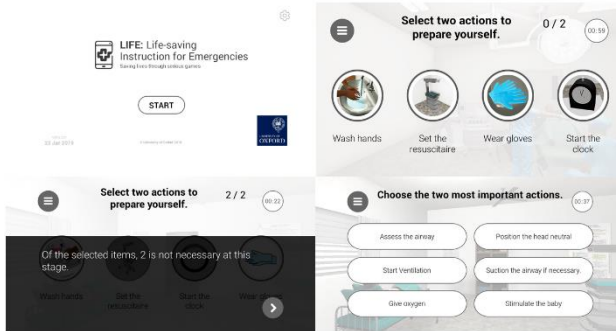 LIFE: Life-saving
Instruction for Emergencies
Saving lives through serious games
START
OXFORD
Select two actions to
prepare yourself.
0 / 2
00:59
Wash hands
Set the
resuscitaire
Wear gloves
Start the
clock
Select two actions to
prepare yourself.
2 / 2
00:22
Of the selected items, 2 is not necessary at this
stage.
Wash hands
Set the
resuscitaire
Start the
clock
Wear gloves
Choose the two most important actions.
00:37
Assess the airway
Position the head neutral
Start Ventilation
Suction the airway if necessary.
Give oxygen
Stimulate the baby